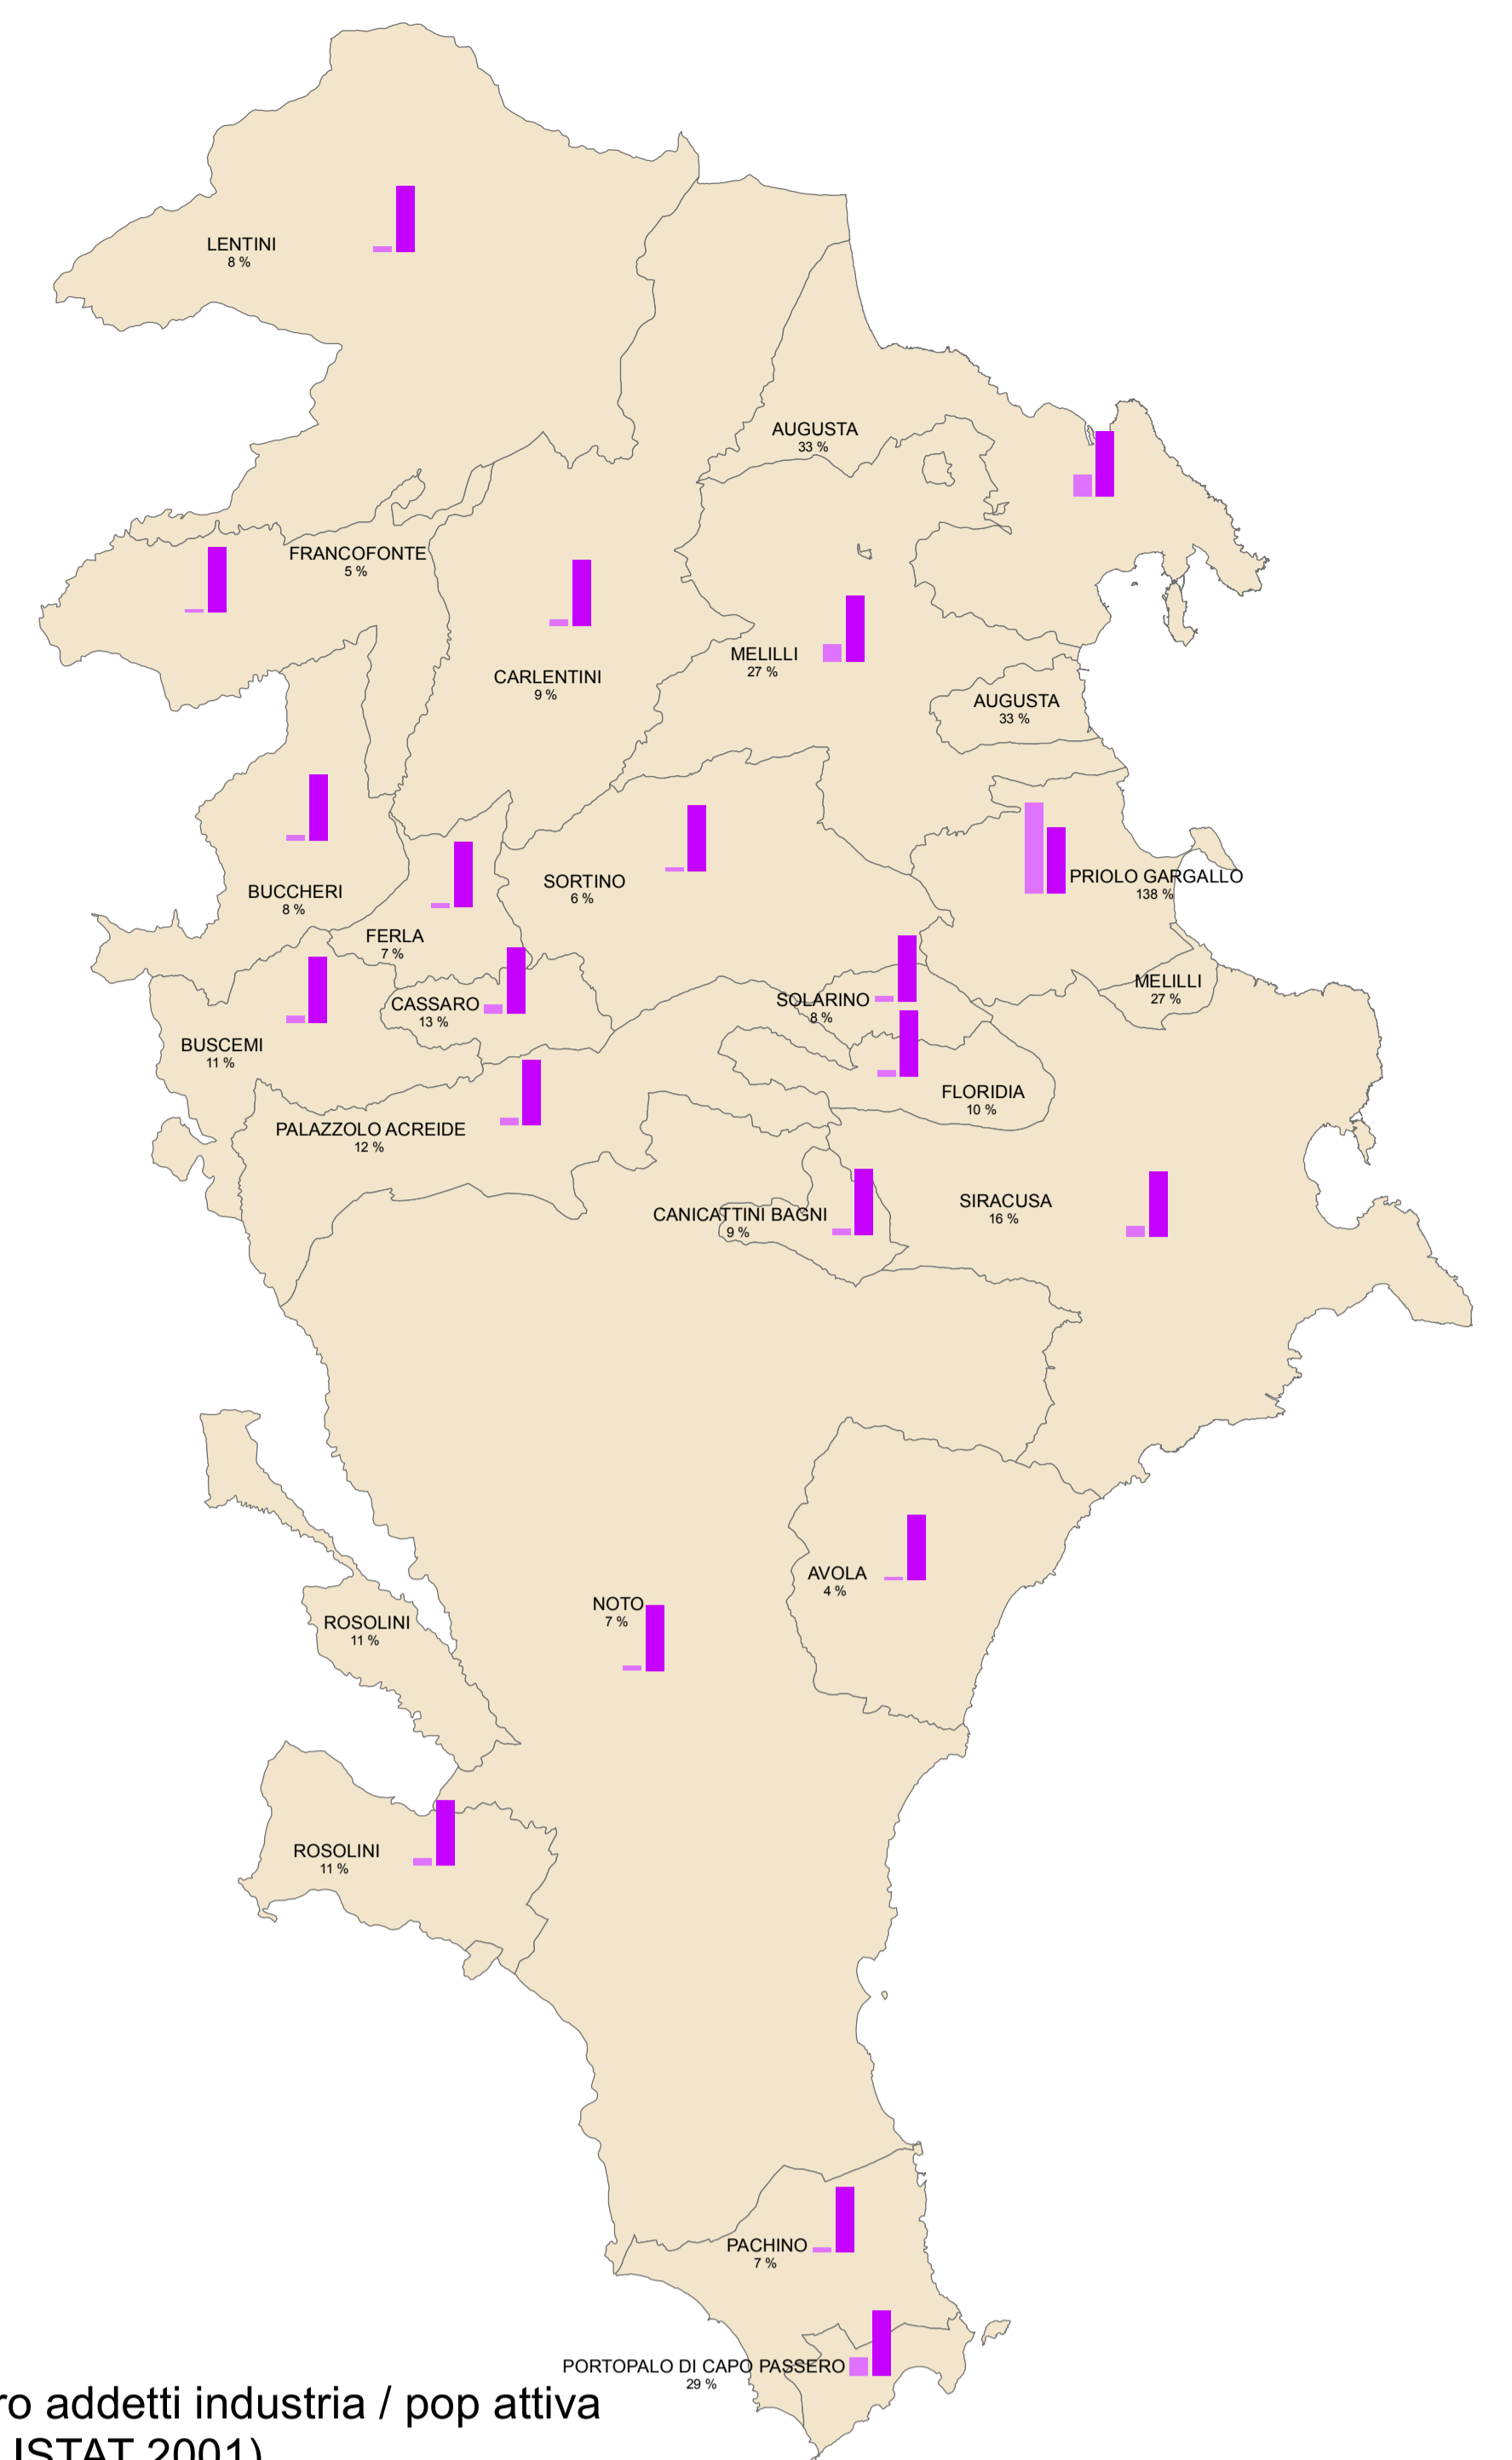 LENTINI
8 %
AUGUSTA
33 %
FRANCOFONTE
5 %
CARLENTINI
9 %
MELILLI
27 %
AUGUSTA
33 %
BUCCHERI
8 %
SORTINO
6 %
PRIOLO GARGALLO
138 %
FERLA
7 %
CASSARO
13 %
SOLARINO
8 %
MELILLI
27 %
BUSCEMI
11 %
FLORIDIA
10 %
PALAZZOLO ACREIDE
12 %
CANICATTINI BAGNI
9 %
SIRACUSA
16 %
AVOLA
4 %
NOTO
7 %
ROSOLINI
11 %
ROSOLINI
11 %
PACHINO
7 %
PORTOPALO DI CAPO PASSERO
29 %
ro addetti industria / pop attiva
ISTAT 2001)